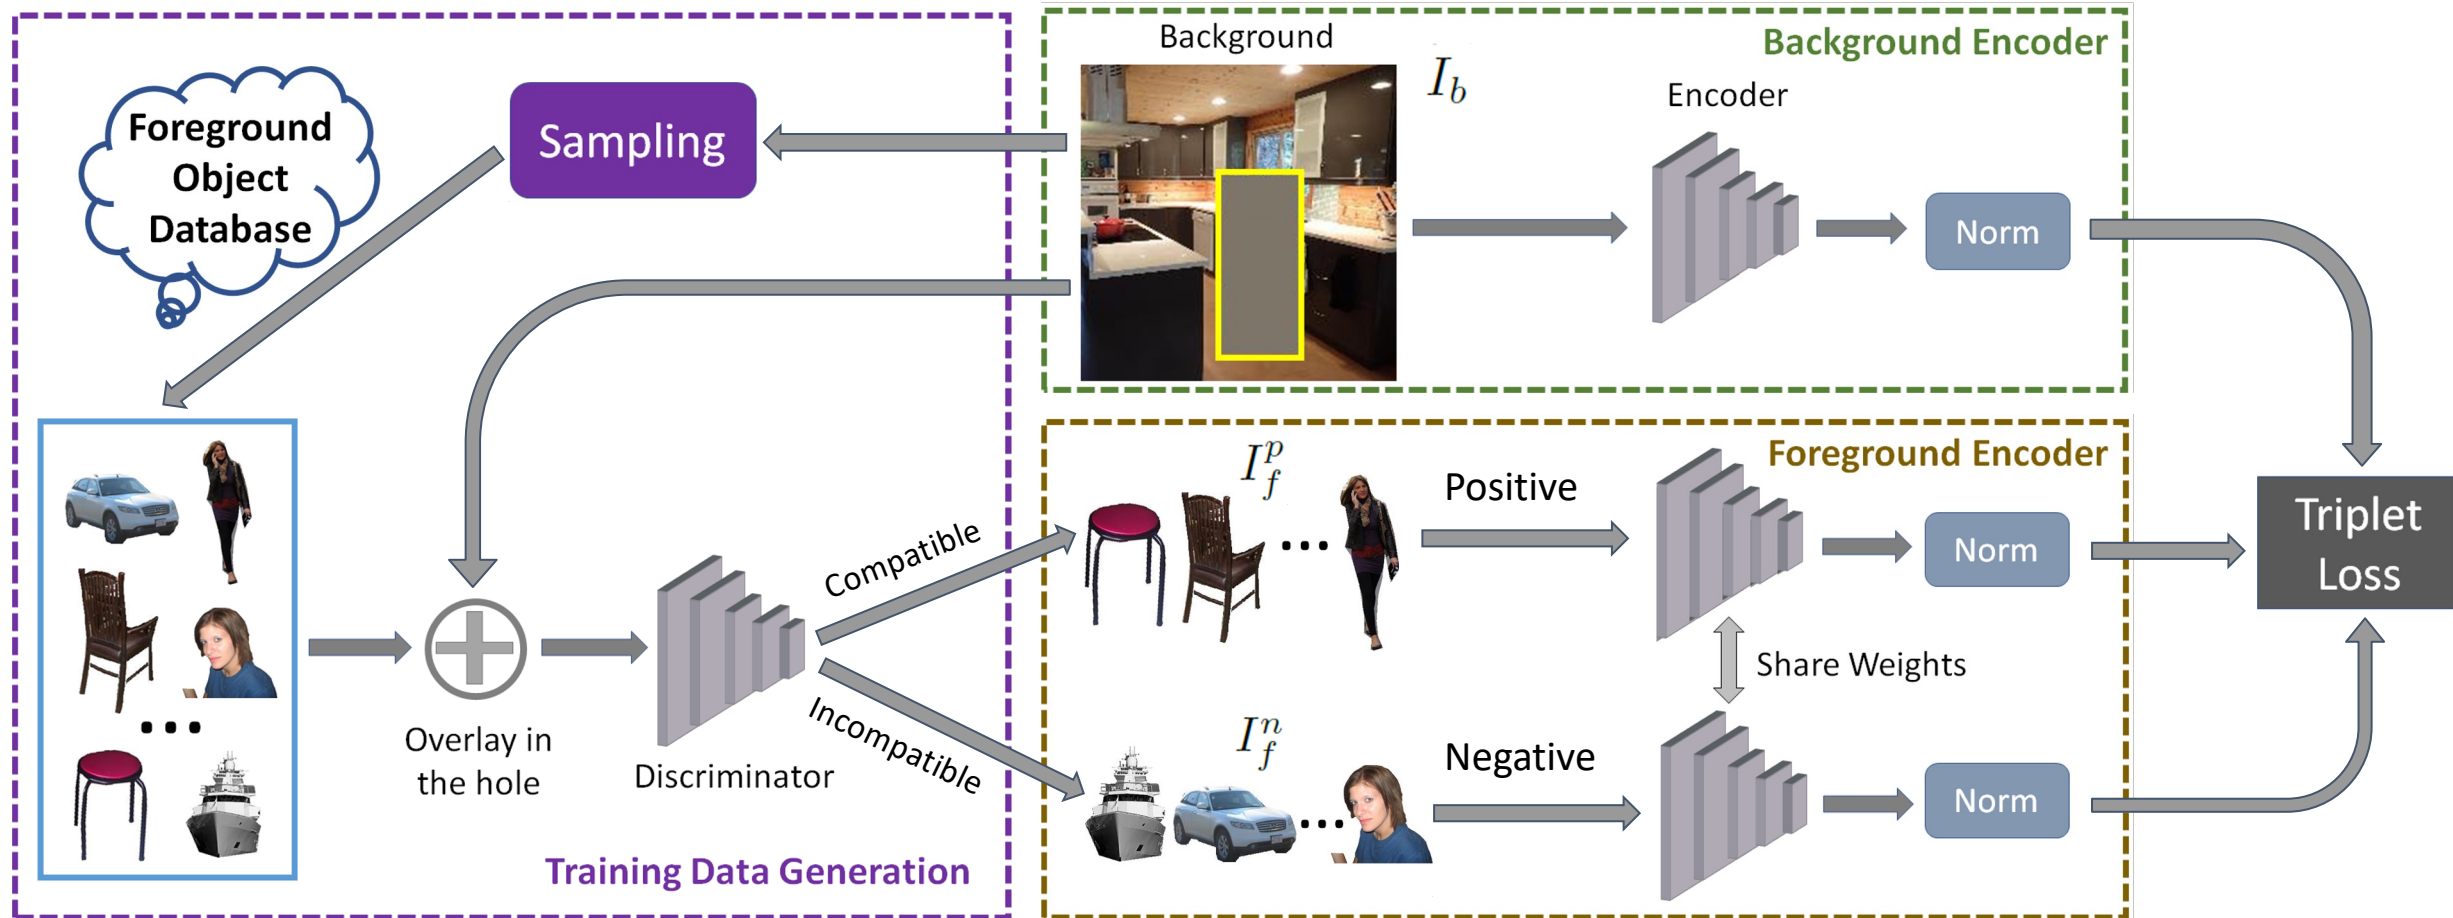 Foreground
Object
Database
Sampling
Overlay in
the hole
Discriminator
Compatible
Incompatible
Training Data Generation
Background
I_b
Encoder
Background Encoder
Norm
I_f^p
Positive
Foreground Encoder
Norm
Share Weights
I_f^n
Negative
Norm
Triplet
Loss